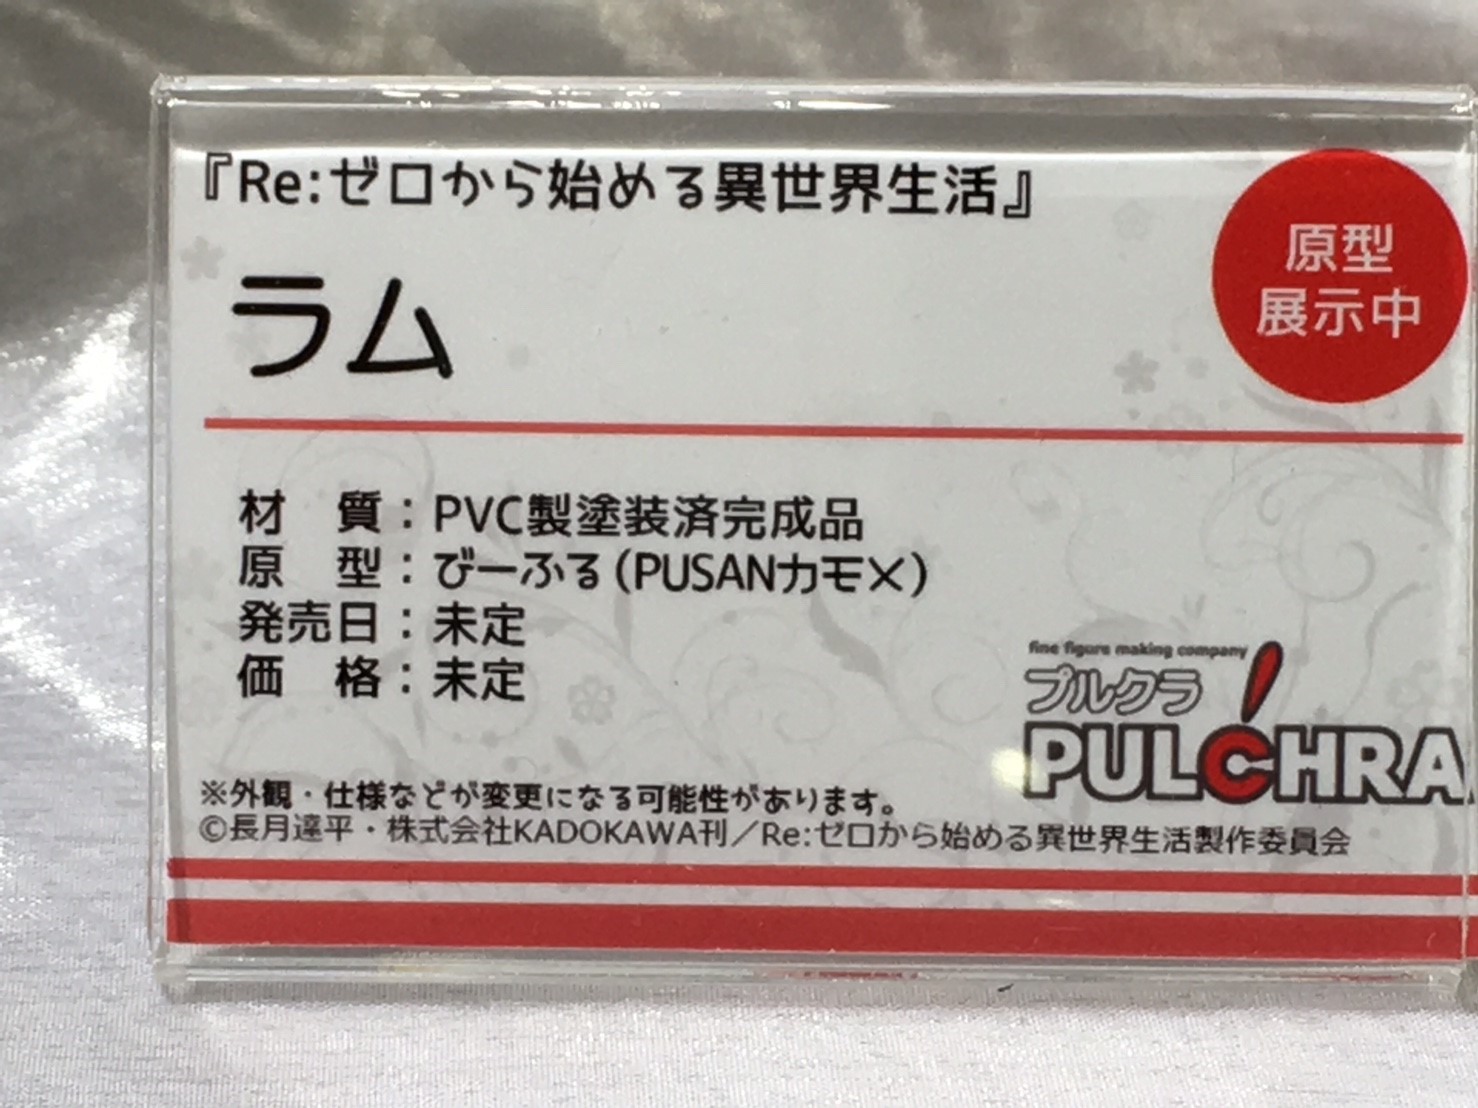 『Re:ゼロから始める異世界生活』
原型
展示中
ラム
材　質：PVC製塗装済完成品
原　型：びーふる(PUSANカモメ)
発売日：未定
価　格：未定
fine figure making company
プルクラ
PULCHRA
※外観・仕様などが変更になる可能性があります。
©長月達平・株式会社KADOKAWA刊／Re:ゼロから始める異世界生活製作委員会